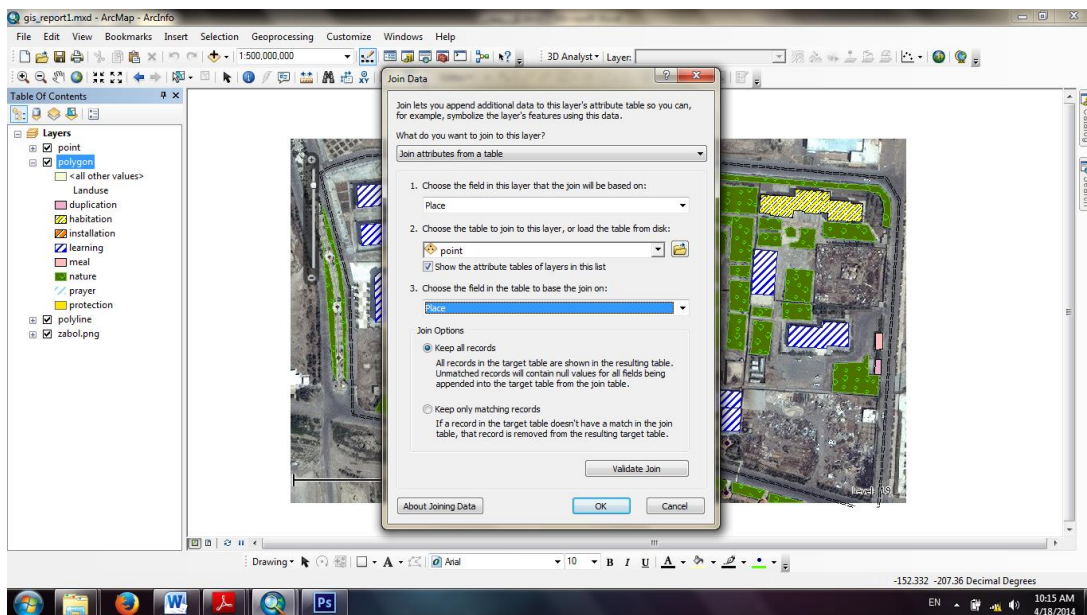 gis_report1.mxd - ArcMap - ArcInfo
File Edit View Bookmarks Insert Selection Geoprocessing Customize Windows Help
1:500,000,000
3D Analyst
Layer:
Table Of Contents
Layers
point
polygon
<all other values>
Landuse
duplication
habitation
installation
learning
meal
nature
prayer
protection
polyline
zabol.png
Join Data
Join lets you append additional data to this layer's attribute table so you can,
for example, symbolize the layer's features using this data.
What do you want to join to this layer?
Join attributes from a table
1. Choose the field in this layer that the join will be based on:
Place
2. Choose the table to join to this layer, or load the table from disk:
point
Show the attribute tables of layers in this list
3. Choose the field in the table to base the join on:
Place
Join Options
Keep all records
All records in the target table are shown in the resulting table.
Unmatched records will contain null values for all fields being
appended into the target table from the join table.
Keep only matching records
If a record in the target table doesn't have a match in the join
table, that record is removed from the resulting target table.
Validate Join
About Joining Data
OK
Cancel
Level 19
Catalog
Search
Drawing
A
Arial
10
B I U A
-152.332 -207.36 Decimal Degrees
W
Ps
EN
10:15 AM
4/18/2014